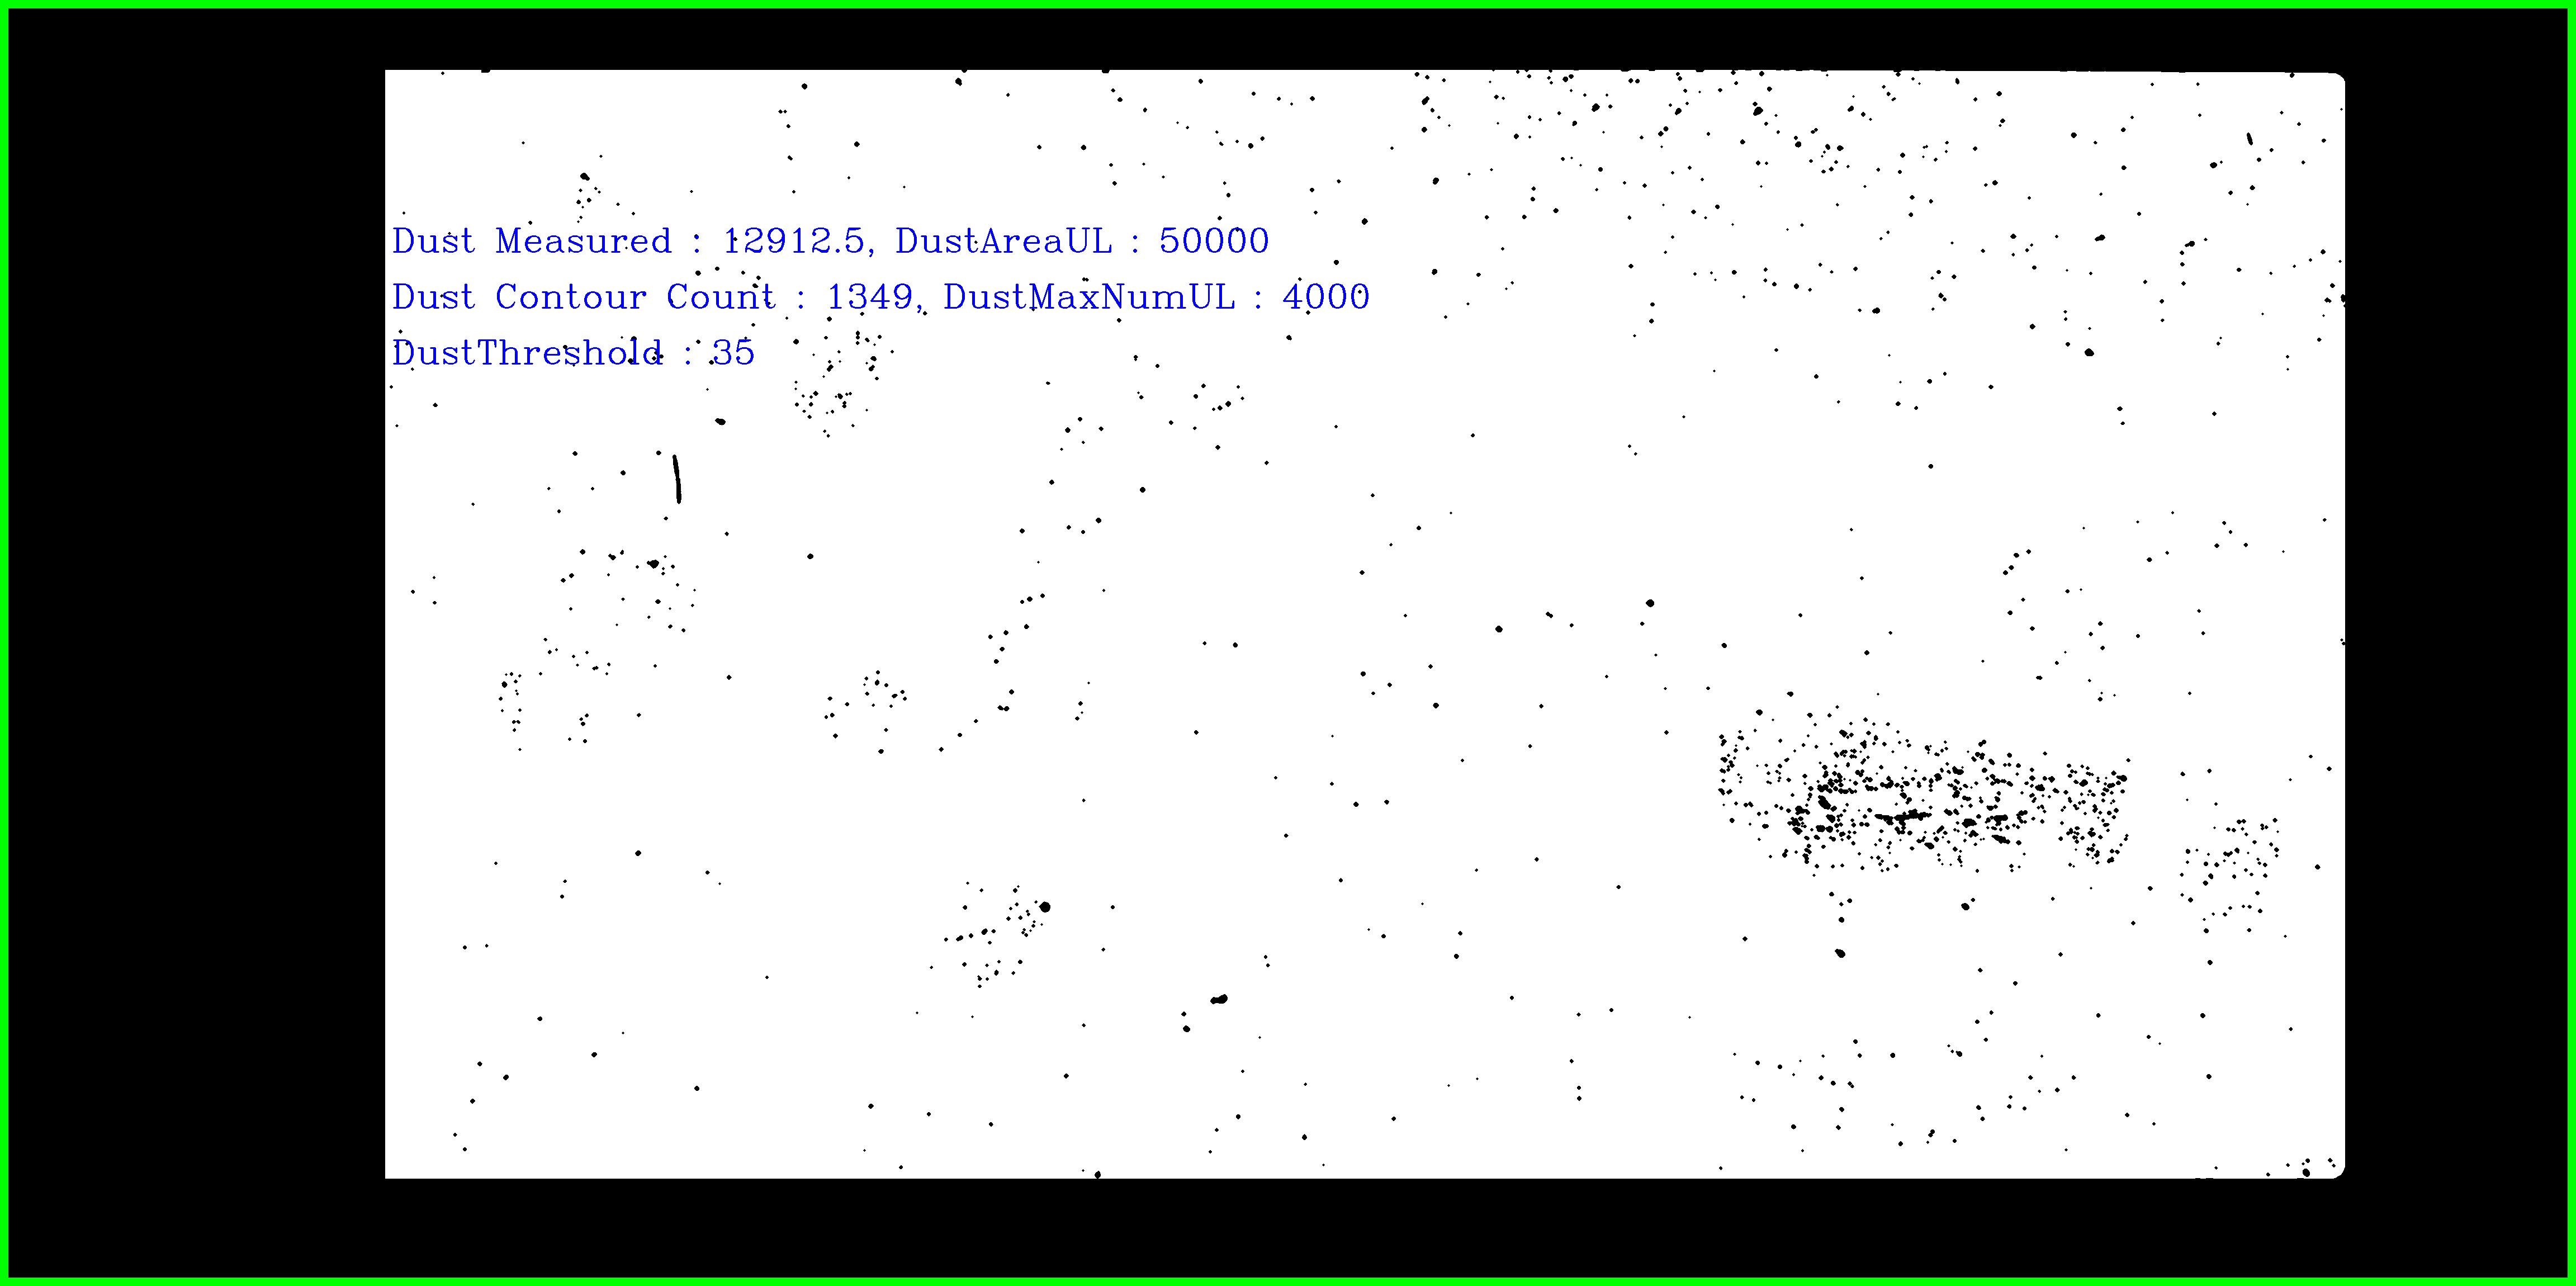 Dust Measured : 12912.5, DustAreaUL : 50000
Dust Contour Count : 1349, DustMaxNumUL : 4000
DustThreshold : 35